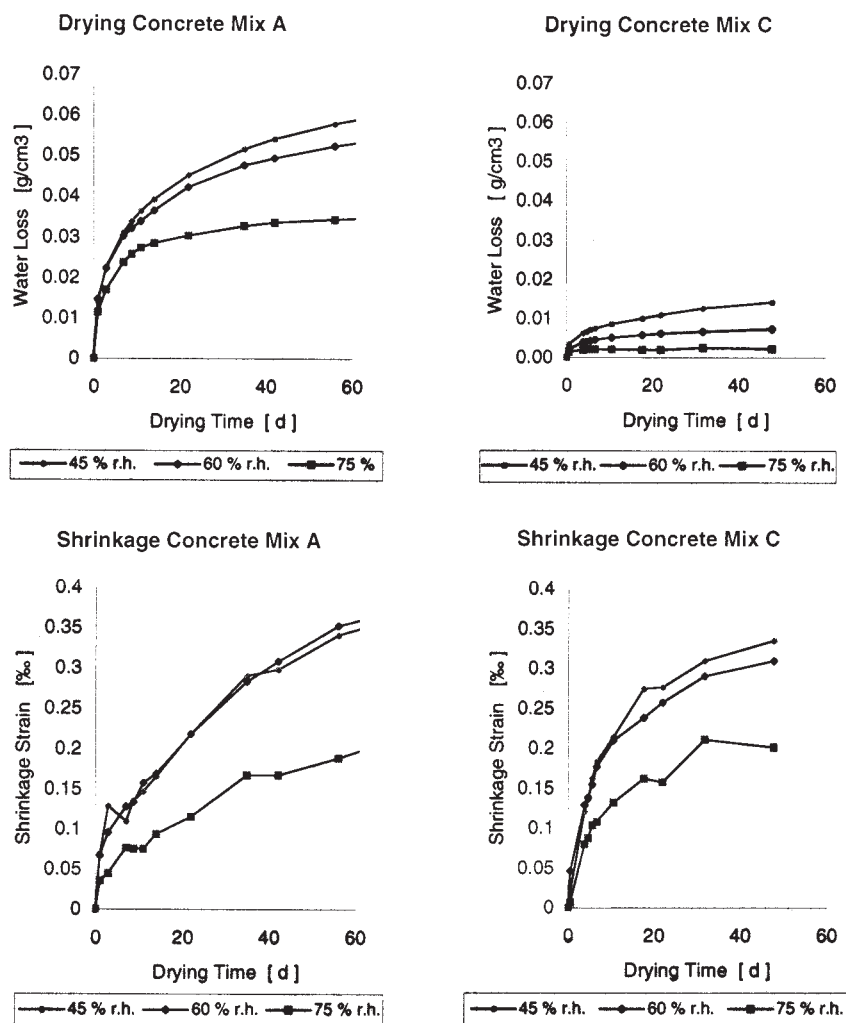 Drying Concrete Mix A
0.07
0.06
0.05
0.04
0.03
0.02
0.01
0
Water Loss [g/cm3 ]
0 20 40 60
Drying Time [ d ]
45 % r.h. 60 % r.h. 75 %
Drying Concrete Mix C
0.07
0.06
0.05
0.04
0.03
0.02
0.01
0.00
Water Loss [ g/cm3 ]
0 20 40 60
Drying Time [ d ]
45 % r.h. 60 % r.h. 75 % r.h.
Shrinkage Concrete Mix A
0.4
0.35
0.3
0.25
0.2
0.15
0.1
0.05
0
Shrinkage Strain [‰]
0 20 40 60
Drying Time [ d ]
45 % r.h. 60 % r.h. 75 % r.h.
Shrinkage Concrete Mix C
0.4
0.35
0.3
0.25
0.2
0.15
0.1
0.05
0
Shrinkage Strain [‰]
0 20 40 60
Drying Time [ d ]
45 % r.h. 60 % r.h. 75 % r.h.